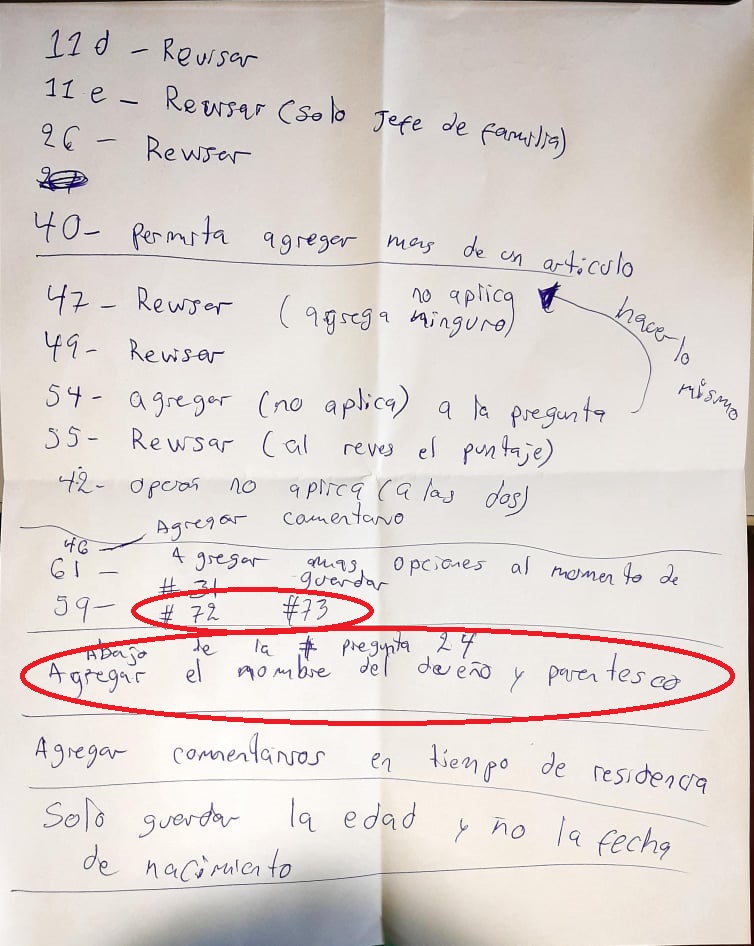 11d - Revisar
11e - Revisar (solo Jefe de familia)
26 - Revisar
40- permita agregar mas de un articulo
47 - Revisar (agrega no aplica ninguno)
hacer lo mismo
49- Revisar
54- agregar (no aplica) a la pregunta
55- Revisar (al reves el puntaje)
42- opcion no aplica (a las dos)
46 — Agregar comentario
61 - Agregar mas opciones al momento de guardar
59- # 31
# 72 #73
Abajo de la # pregunta 24
Agregar el nombre del dueño y parentesco
Agregar comentarios en tiempo de residencia
Solo guardar la edad y no la fecha
de nacimiento